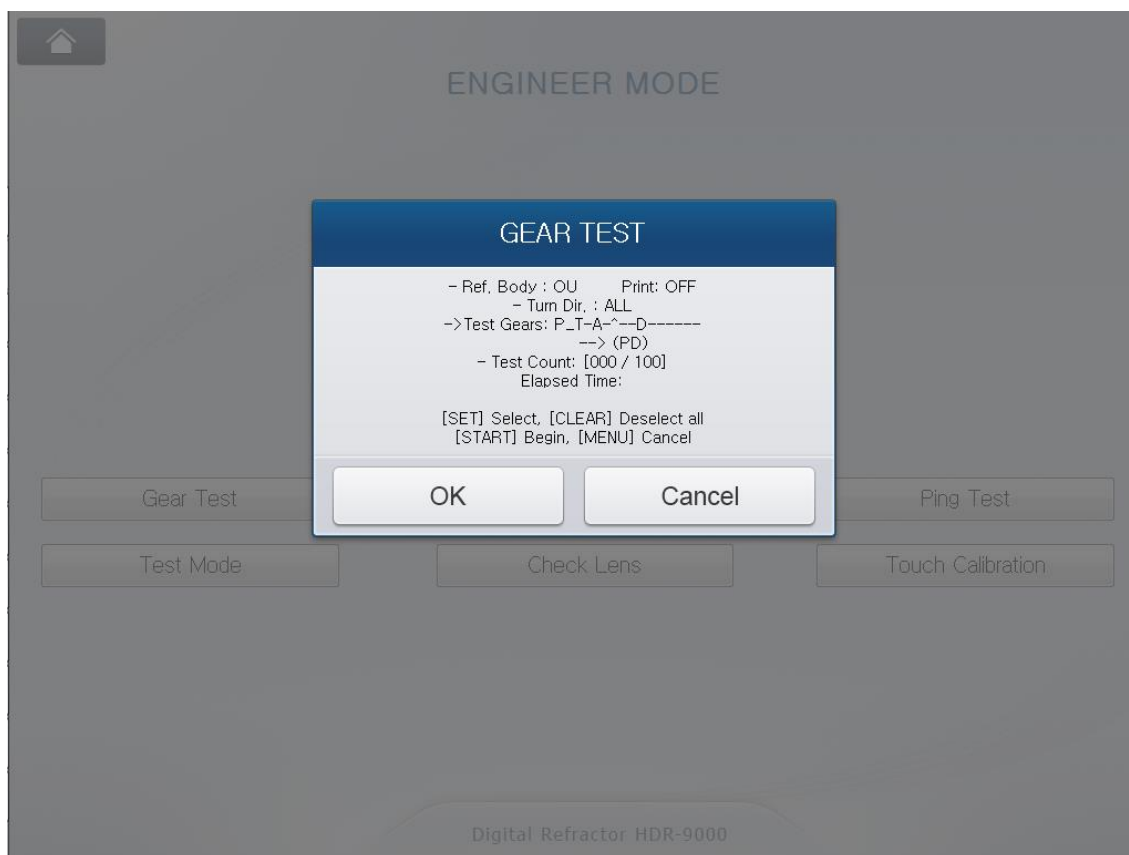 ENGINEER MODE
GEAR TEST
- Ref. Body : OU Print: OFF
- Turn Dir. : ALL
->Test Gears: P_T-A-^--D------
--> (PD)
- Test Count: [000 / 100]
Elapsed Time:
[SET] Select, [CLEAR] Deselect all
[START] Begin, [MENU] Cancel
OK Cancel
Gear Test Ping Test
Test Mode Check Lens Touch Calibration
Digital Refractor HDR-9000